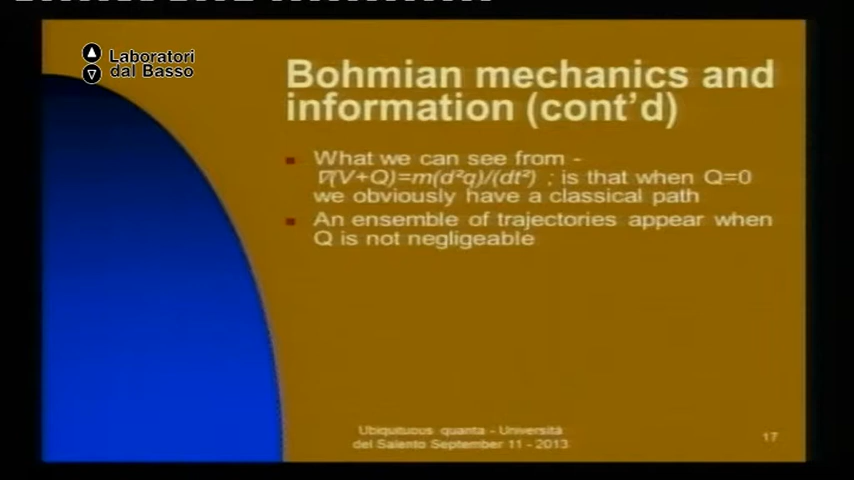 Laboratori
dal Basso
Bohmian mechanics and
information (cont'd)
What we can see from -
∇(V+Q)=m(d²q)/(dt²) ; is that when Q=0
we obviously have a classical path
An ensemble of trajectories appear when
Q is not negligeable
Ubiquituous quanta - Università
del Salento September 11 - 2013
17